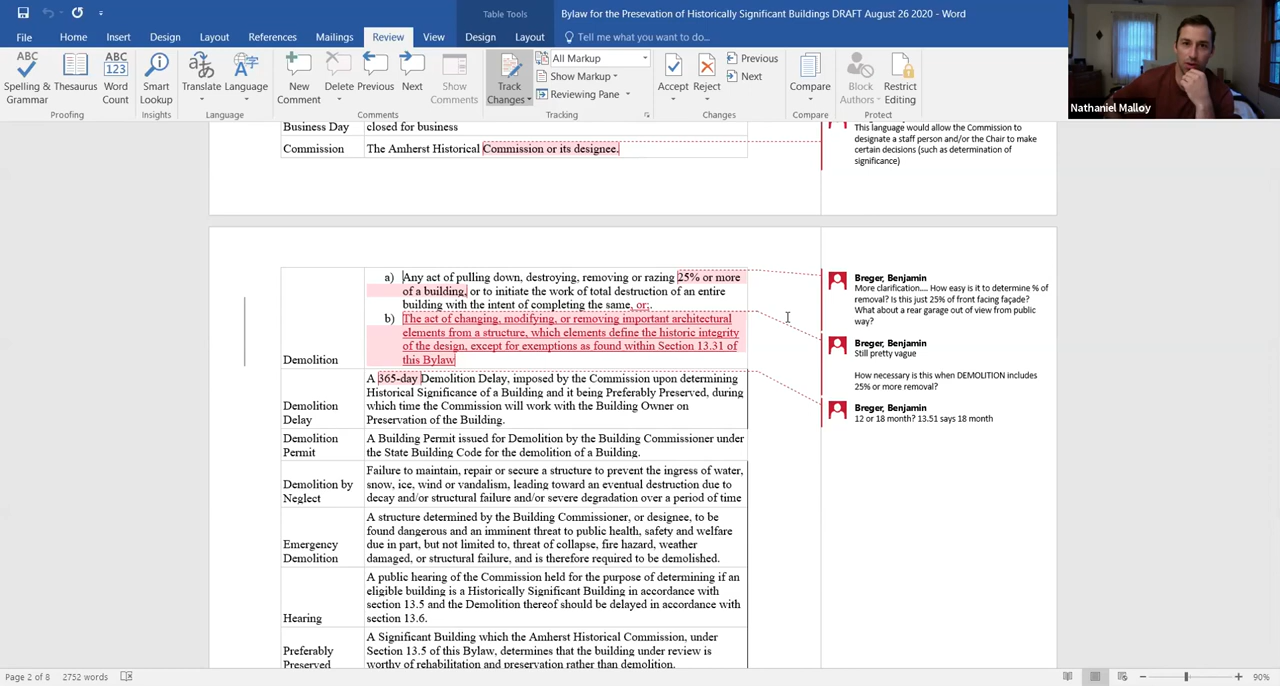 Table Tools
Bylaw for the Presevation of Historically Significant Buildings DRAFT August 26 2020 - Word
File Home Insert Design Layout References Mailings Review View Design Layout Tell me what you want to do...
ABC
Spelling &
Grammar
Thesaurus
ABC
123
Word
Count
Proofing
Smart
Lookup
Insights
Translate
Language
Language
New
Comment
Delete
Previous
Next
Show
Comments
Comments
Track
Changes
All Markup
Show Markup
Reviewing Pane
Tracking
Accept
Reject
Previous
Next
Changes
Compare
Compare
Block
Authors
Restrict
Editing
Protect
Nathaniel Malloy
Business Day closed for business
Commission The Amherst Historical Commission or its designee.
This language would allow the Commission to
designate a staff person and/or the Chair to make
certain decisions (such as determination of
significance)
a) Any act of pulling down, destroying, removing or razing 25% or more
of a building, or to initiate the work of total destruction of an entire
building with the intent of completing the same, or;.
b) The act of changing, modifying, or removing important architectural
elements from a structure, which elements define the historic integrity
of the design, except for exemptions as found within Section 13.31 of
Demolition this Bylaw
A 365-day Demolition Delay, imposed by the Commission upon determining
Historical Significance of a Building and it being Preferably Preserved, during
Demolition which time the Commission will work with the Building Owner on
Delay Preservation of the Building.
Demolition A Building Permit issued for Demolition by the Building Commissioner under
Permit the State Building Code for the demolition of a Building.
Failure to maintain, repair or secure a structure to prevent the ingress of water,
Demolition by snow, ice, wind or vandalism, leading toward an eventual destruction due to
Neglect decay and/or structural failure and/or severe degradation over a period of time
A structure determined by the Building Commissioner, or designee, to be
found dangerous and an imminent threat to public health, safety and welfare
Emergency due in part, but not limited to, threat of collapse, fire hazard, weather
Demolition damaged, or structural failure, and is therefore required to be demolished.
A public hearing of the Commission held for the purpose of determining if an
eligible building is a Historically Significant Building in accordance with
section 13.5 and the Demolition thereof should be delayed in accordance with
Hearing section 13.6.
A Significant Building which the Amherst Historical Commission, under
Preferably Section 13.5 of this Bylaw, determines that the building under review is
Preserved worthy of rehabilitation and preservation rather than demolition.
Breger, Benjamin
More clarification.... How easy is it to determine % of
removal? Is this just 25% of front facing façade?
What about a rear garage out of view from public
way?
Breger, Benjamin
Still pretty vague
How necessary is this when DEMOLITION includes
25% or more removal?
Breger, Benjamin
12 or 18 month? 13.51 says 18 month
Page 2 of 8 2752 words
90%